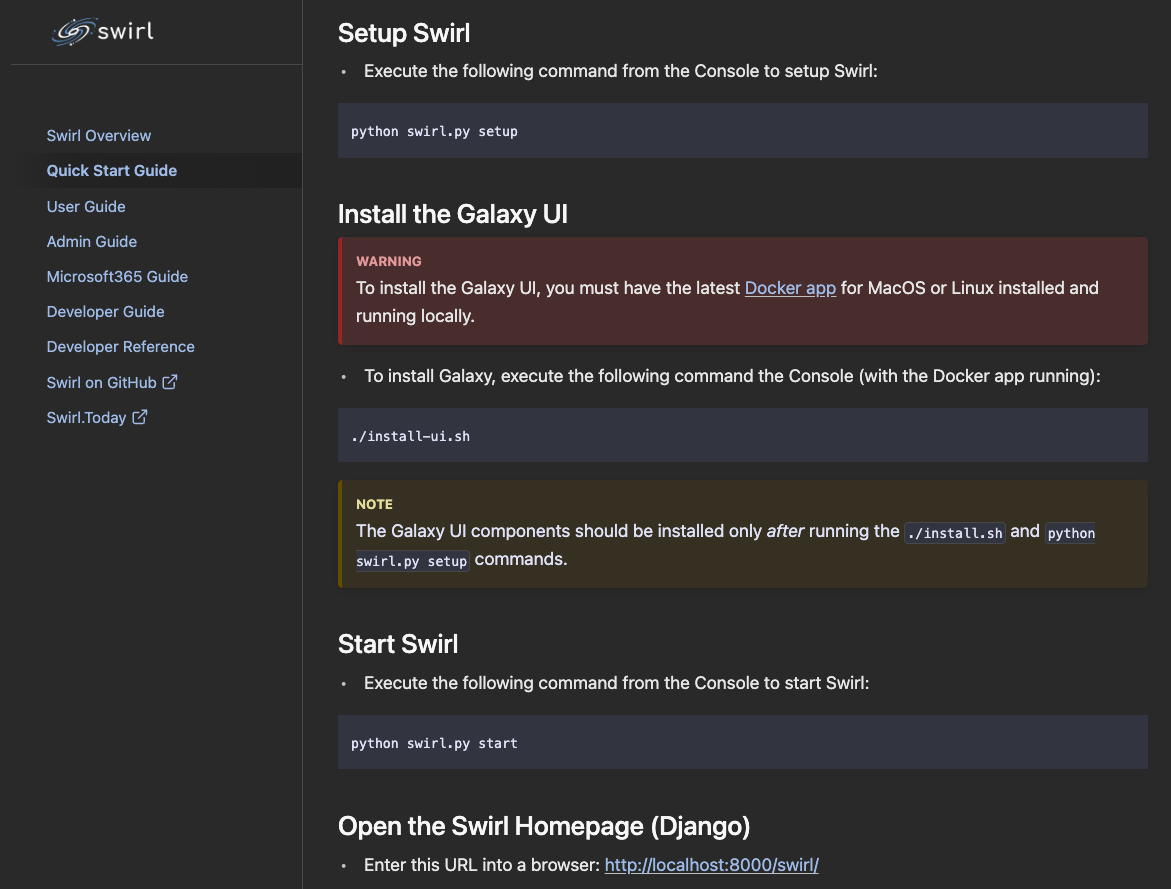 swirl
Swirl Overview
Quick Start Guide
User Guide
Admin Guide
Microsoft365 Guide
Developer Guide
Developer Reference
Swirl on GitHub
Swirl.Today
Setup Swirl
• Execute the following command from the Console to setup Swirl:
python swirl.py setup
Install the Galaxy UI
WARNING
To install the Galaxy UI, you must have the latest Docker app for MacOS or Linux installed and
running locally.
• To install Galaxy, execute the following command the Console (with the Docker app running):
./install-ui.sh
NOTE
The Galaxy UI components should be installed only after running the ./install.sh and python
swirl.py setup commands.
Start Swirl
• Execute the following command from the Console to start Swirl:
python swirl.py start
Open the Swirl Homepage (Django)
• Enter this URL into a browser: http://localhost:8000/swirl/